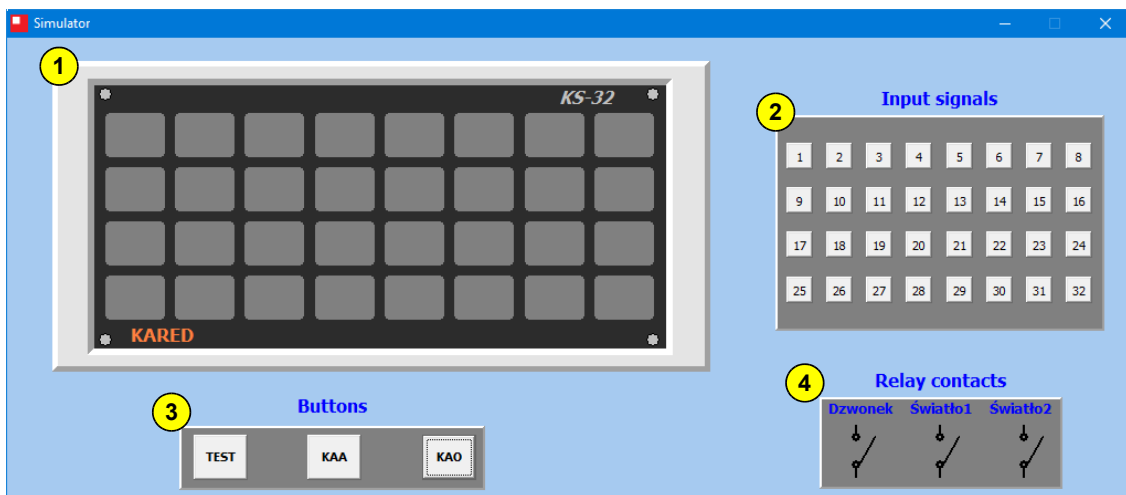 Simulator
1
KS-32
KARED
2
Input signals
1 2 3 4 5 6 7 8
9 10 11 12 13 14 15 16
17 18 19 20 21 22 23 24
25 26 27 28 29 30 31 32
3
Buttons
TEST KAA KAO
4
Relay contacts
Dzwonek Światło1 Światło2